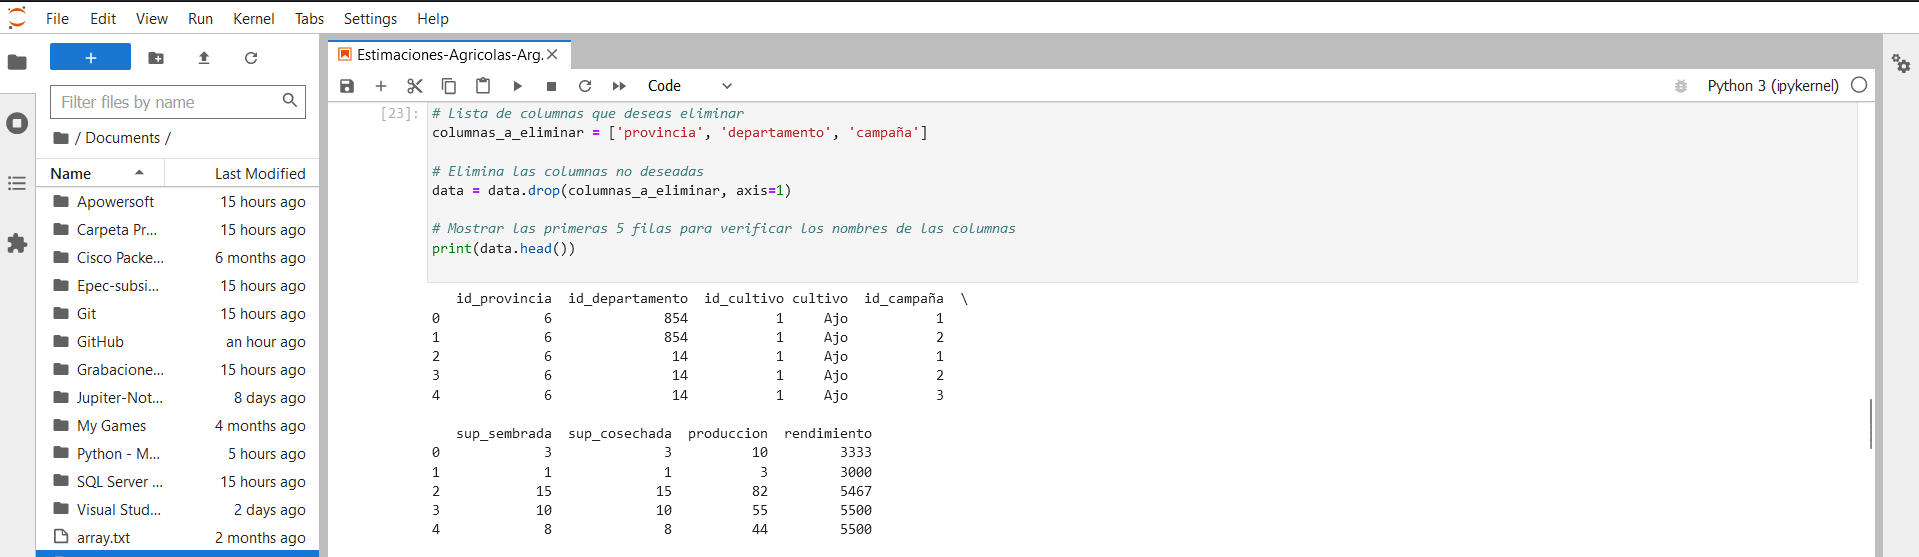 File Edit View Run Kernel Tabs Settings Help
Estimaciones-Agricolas-Arg.
Filter files by name
/ Documents /
Name Last Modified
Apowersoft 15 hours ago
Carpeta Pr... 15 hours ago
Cisco Packe... 6 months ago
Epec-subsi... 15 hours ago
Git 15 hours ago
GitHub an hour ago
Grabacione... 15 hours ago
Jupiter-Not... 8 days ago
My Games 4 months ago
Python - M... 5 hours ago
SQL Server ... 15 hours ago
Visual Stud... 2 days ago
array.txt 2 months ago
Code Python 3 (ipykernel)
[23]: # Lista de columnas que deseas eliminar
columnas_a_eliminar = ['provincia', 'departamento', 'campaña']
# Elimina las columnas no deseadas
data = data.drop(columnas_a_eliminar, axis=1)
# Mostrar las primeras 5 filas para verificar los nombres de las columnas
print(data.head())
id_provincia id_departamento id_cultivo cultivo id_campaña \
0 6 854 1 Ajo 1
1 6 854 1 Ajo 2
2 6 14 1 Ajo 1
3 6 14 1 Ajo 2
4 6 14 1 Ajo 3
sup_sembrada sup_cosechada produccion rendimiento
0 3 3 10 3333
1 1 1 3 3000
2 15 15 82 5467
3 10 10 55 5500
4 8 8 44 5500